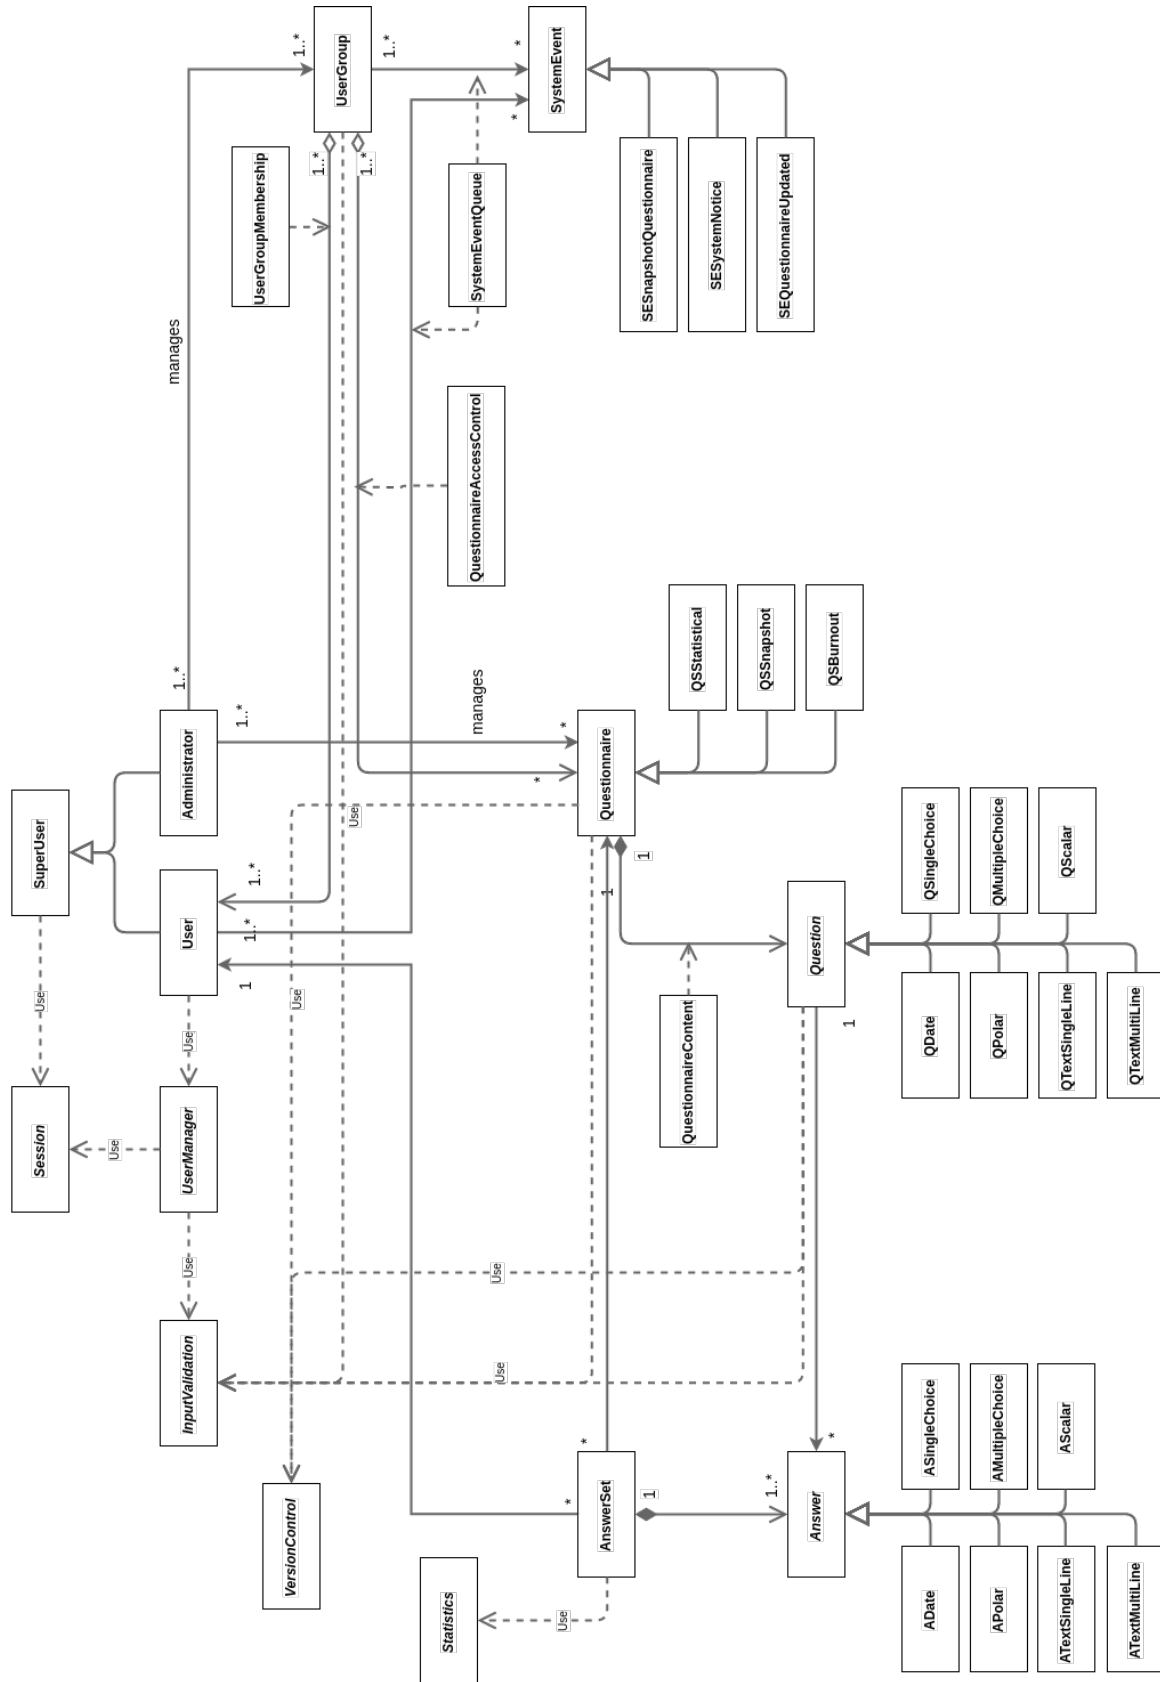 UserGroup
SystemEvent
1..*
1..*
*
*
1..*
1..*
UserGroupMembership
SystemEventQueue
SESnapshotQuestionnaire
SESystemNotice
SEQuestionnaireUpdated
manages
QuestionnaireAccessControl
1..*
Administrator
1..*
manages
*
*
Questionnaire
QSStatistical
QSSnapshot
QSBurnout
SuperUser
User
1..*
1..*
1
Use
1
1
Question
QSingleChoice
QMultipleChoice
QScalar
QDate
QPolar
QTextSingleLine
QTextMultiLine
Use
Use
Use
1
QuestionnaireContent
Session
Use
UserManager
Use
Use
InputValidation
Use
VersionControl
*
*
AnswerSet
1
1..*
*
Answer
ASingleChoice
AMultipleChoice
AScalar
ADate
APolar
ATextSingleLine
ATextMultiLine
Statistics
Use